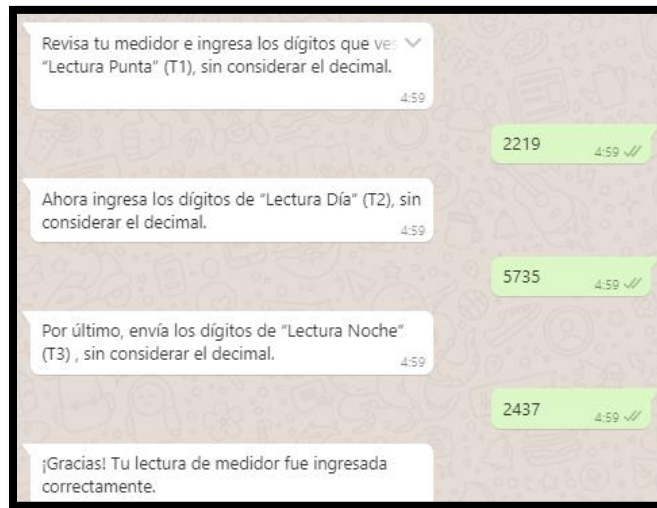 Revisa tu medidor e ingresa los dígitos que
"Lectura Punta" (T1), sin considerar el decimal.
4:59
2219 4:59
Ahora ingresa los dígitos de "Lectura Día" (T2), sin
considerar el decimal.
4:59
5735 4:59
Por último, envía los dígitos de "Lectura Noche"
(T3) , sin considerar el decimal.
4:59
2437 4:59
¡Gracias! Tu lectura de medidor fue ingresada
correctamente.